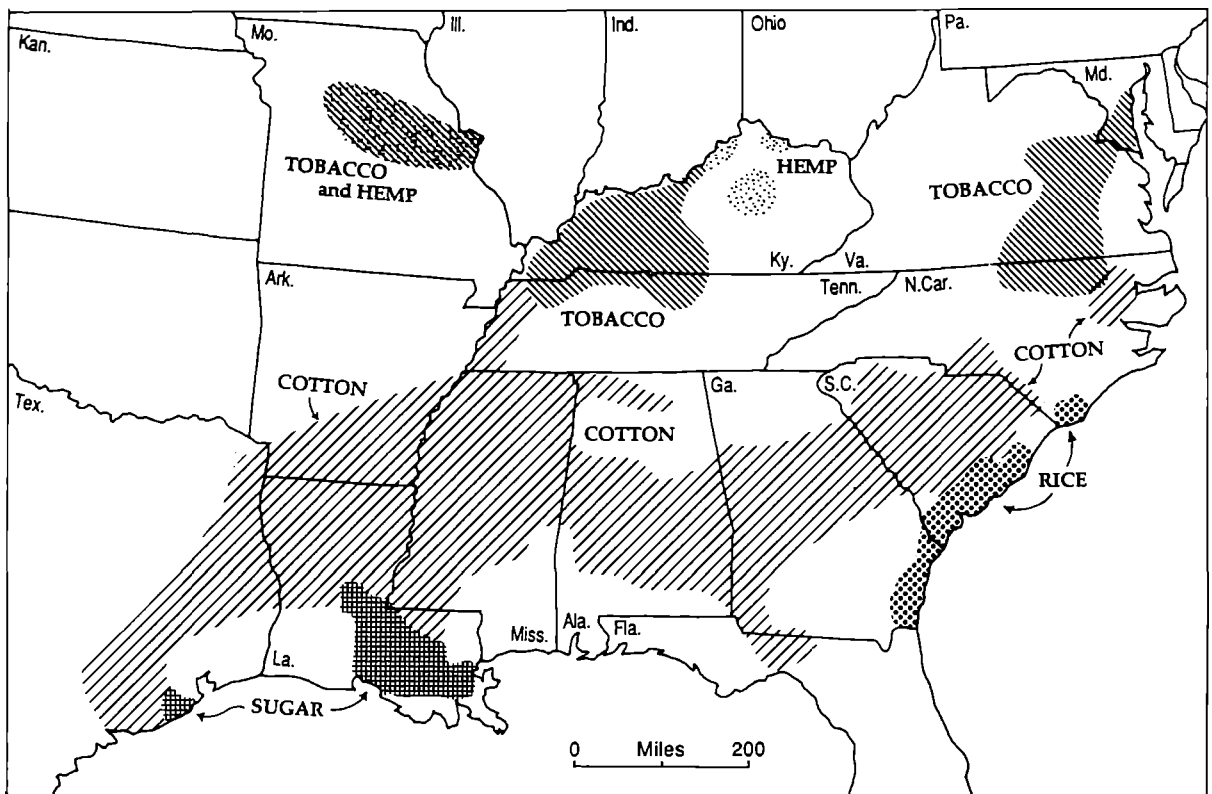 Kan.
Mo.
Ill.
Ind.
Ohio
Pa.
Md.
TOBACCO
and HEMP
HEMP
TOBACCO
Ky.
Va.
Ark.
Tenn.
N.Car.
TOBACCO
COTTON
COTTON
Tex.
Ga.
S.C.
COTTON
RICE
La.
Miss.
Ala.
Fla.
SUGAR
0 Miles 200